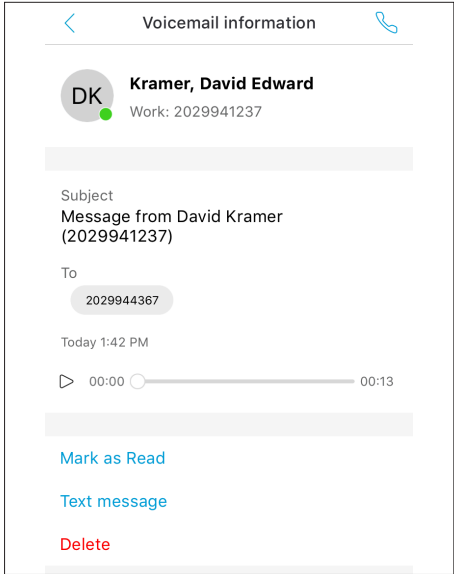 Voicemail information
DK
Kramer, David Edward
Work: 2029941237
Subject
Message from David Kramer
(2029941237)
To
2029944367
Today 1:42 PM
00:00 00:13
Mark as Read
Text message
Delete